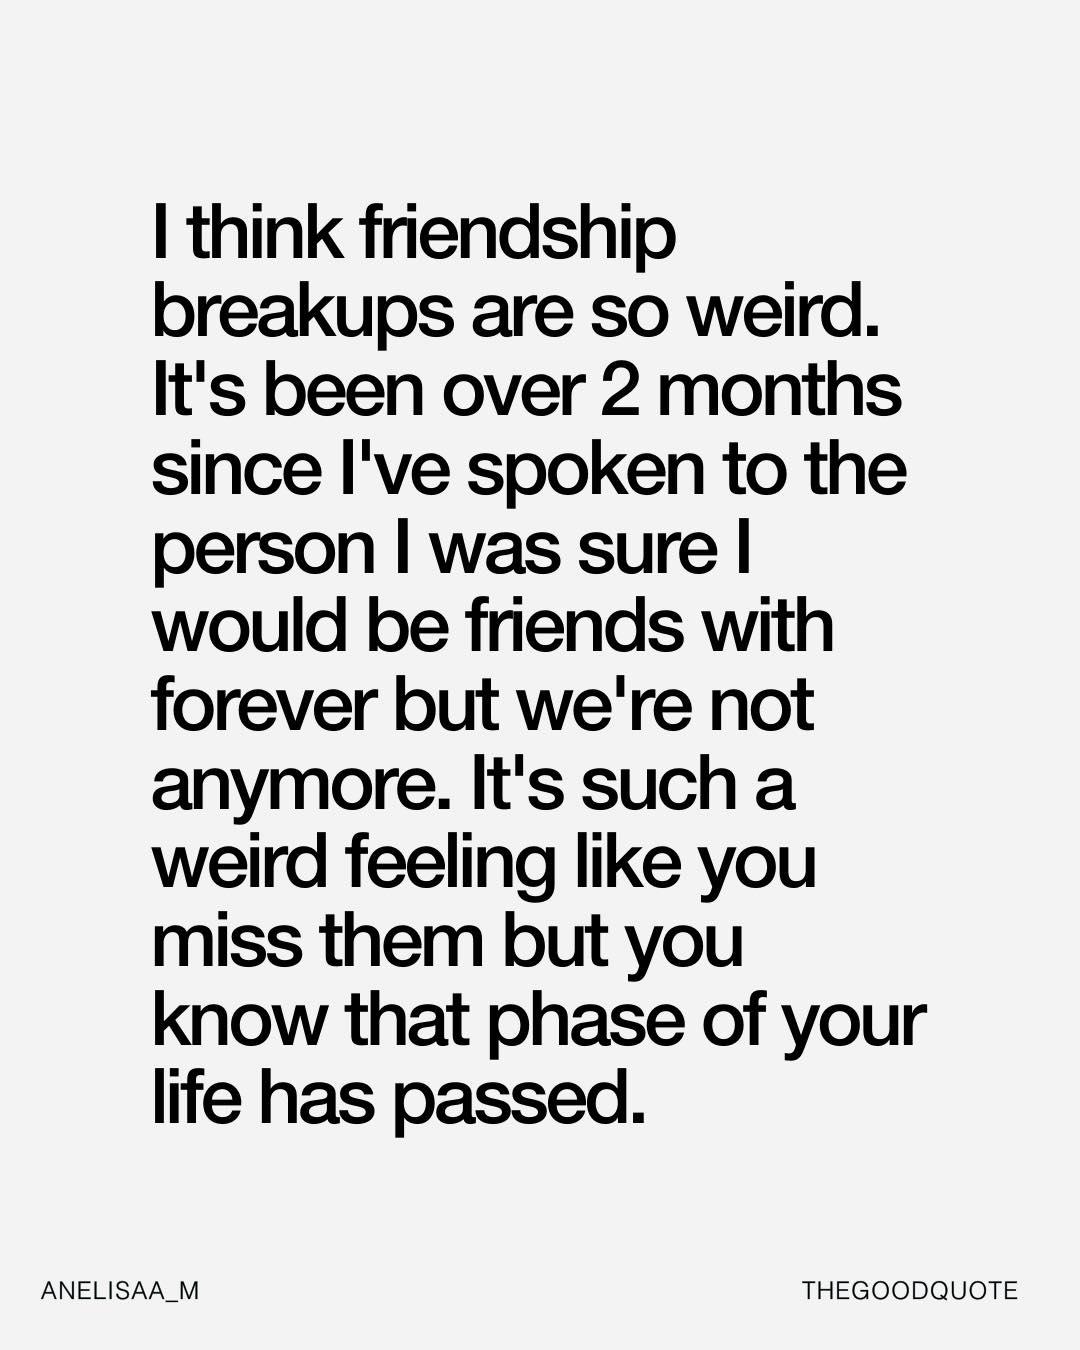 I think friendship
breakups are so weird.
It's been over 2 months
since I've spoken to the
person I was sure I
would be friends with
forever but we're not
anymore. It's such a
weird feeling like you
miss them but you
know that phase of your
life has passed.
ANELISAA_M
THEGOODQUOTE